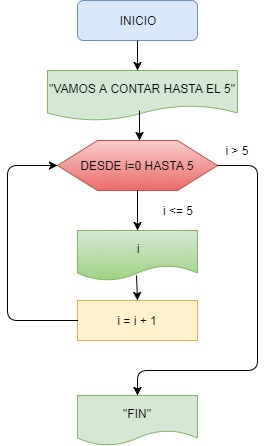 INICIO
"VAMOS A CONTAR HASTA EL 5"
DESDE i=0 HASTA 5
i > 5
i <= 5
i
i = i + 1
"FIN"